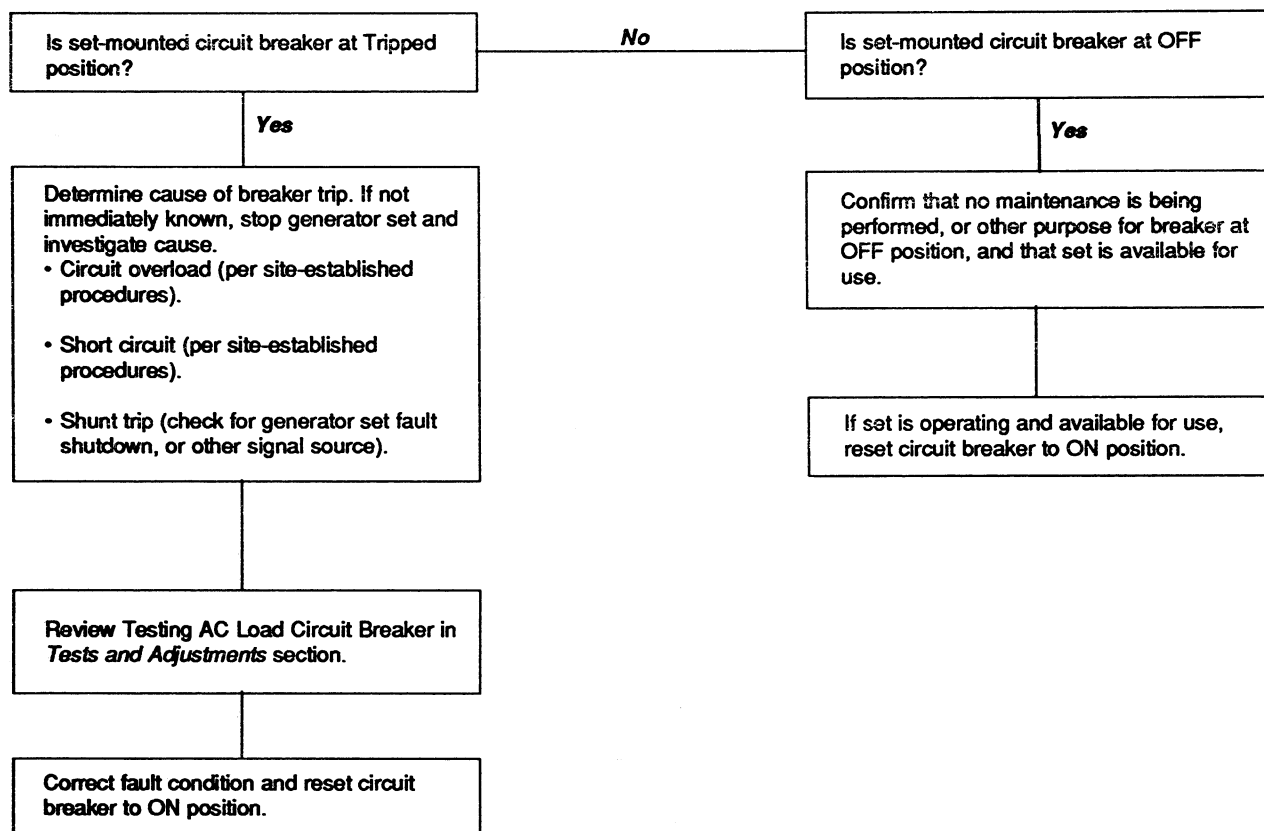 Is set-mounted circuit breaker at Tripped
position?
No
Is set-mounted circuit breaker at OFF
position?
Yes
Yes
Determine cause of breaker trip. If not
immediately known, stop generator set and
investigate cause.
• Circuit overload (per site-established
procedures).
• Short circuit (per site-established
procedures).
• Shunt trip (check for generator set fault
shutdown, or other signal source).
Confirm that no maintenance is being
performed, or other purpose for breaker at
OFF position, and that set is available for
use.
If set is operating and available for use,
reset circuit breaker to ON position.
Review Testing AC Load Circuit Breaker in
Tests and Adjustments section.
Correct fault condition and reset circuit
breaker to ON position.